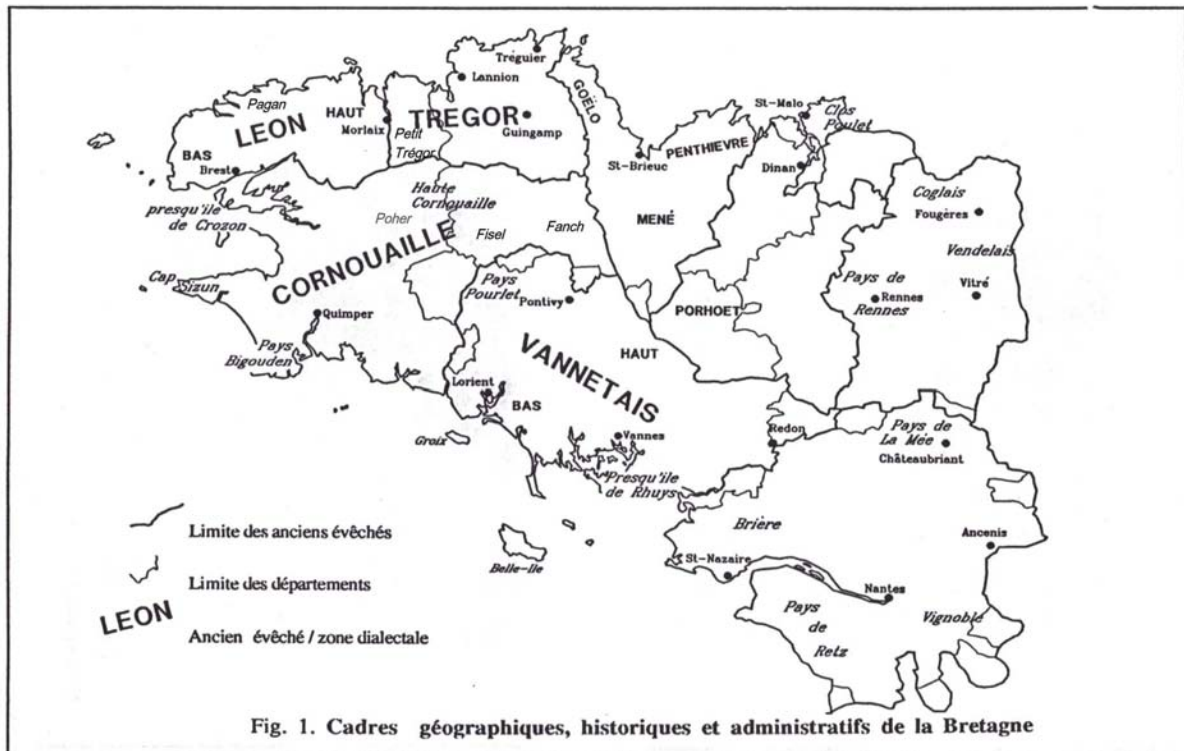 Tréguier
Lannion
GOËLO
Pagan
HAUT
LEON
Morlaix
TREGOR
Petit
Trégor
Guingamp
St-Malo
Clos
Poulet
PENTHIEVRE
BAS
Brest
St-Brieuc
Dinan
presqu'ile
de Crozon
Haute
Cornouaille
Poher
Fisel
Fanch
MENÉ
Coglais
Fougères
Vendelais
CORNOUAILLE
Cap
Sizun
Pays
Pourlet
Pontivy
Pays de
Rennes
Rennes
Vitré
PORHOET
Quimper
Pays
Bigouden
VANNETAIS
HAUT
Lorient
BAS
Groix
Vannes
Presqu'ile
de Rhuys
Redon
Pays de
La Mée
Châteaubriant
Belle-Ile
Brière
St-Nazaire
Ancenis
Nantes
Pays
de
Retz
Vignoble
Limite des anciens évêchés
Limite des départements
LEON
Ancien évêché / zone dialectale
Fig. 1. Cadres géographiques, historiques et administratifs de la Bretagne